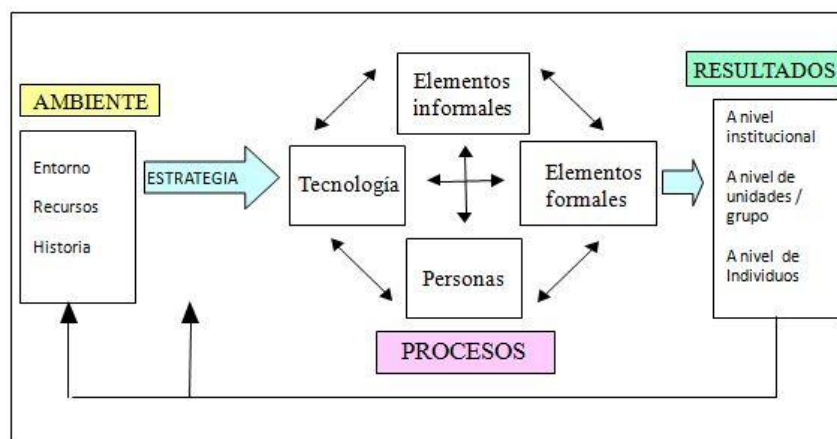 AMBIENTE
Entorno
Recursos
Historia
ESTRATEGIA
Elementos
informales
Tecnología
Elementos
formales
Personas
PROCESOS
RESULTADOS
A nivel
institucional
A nivel de
unidades /
grupo
A nivel de
Individuos